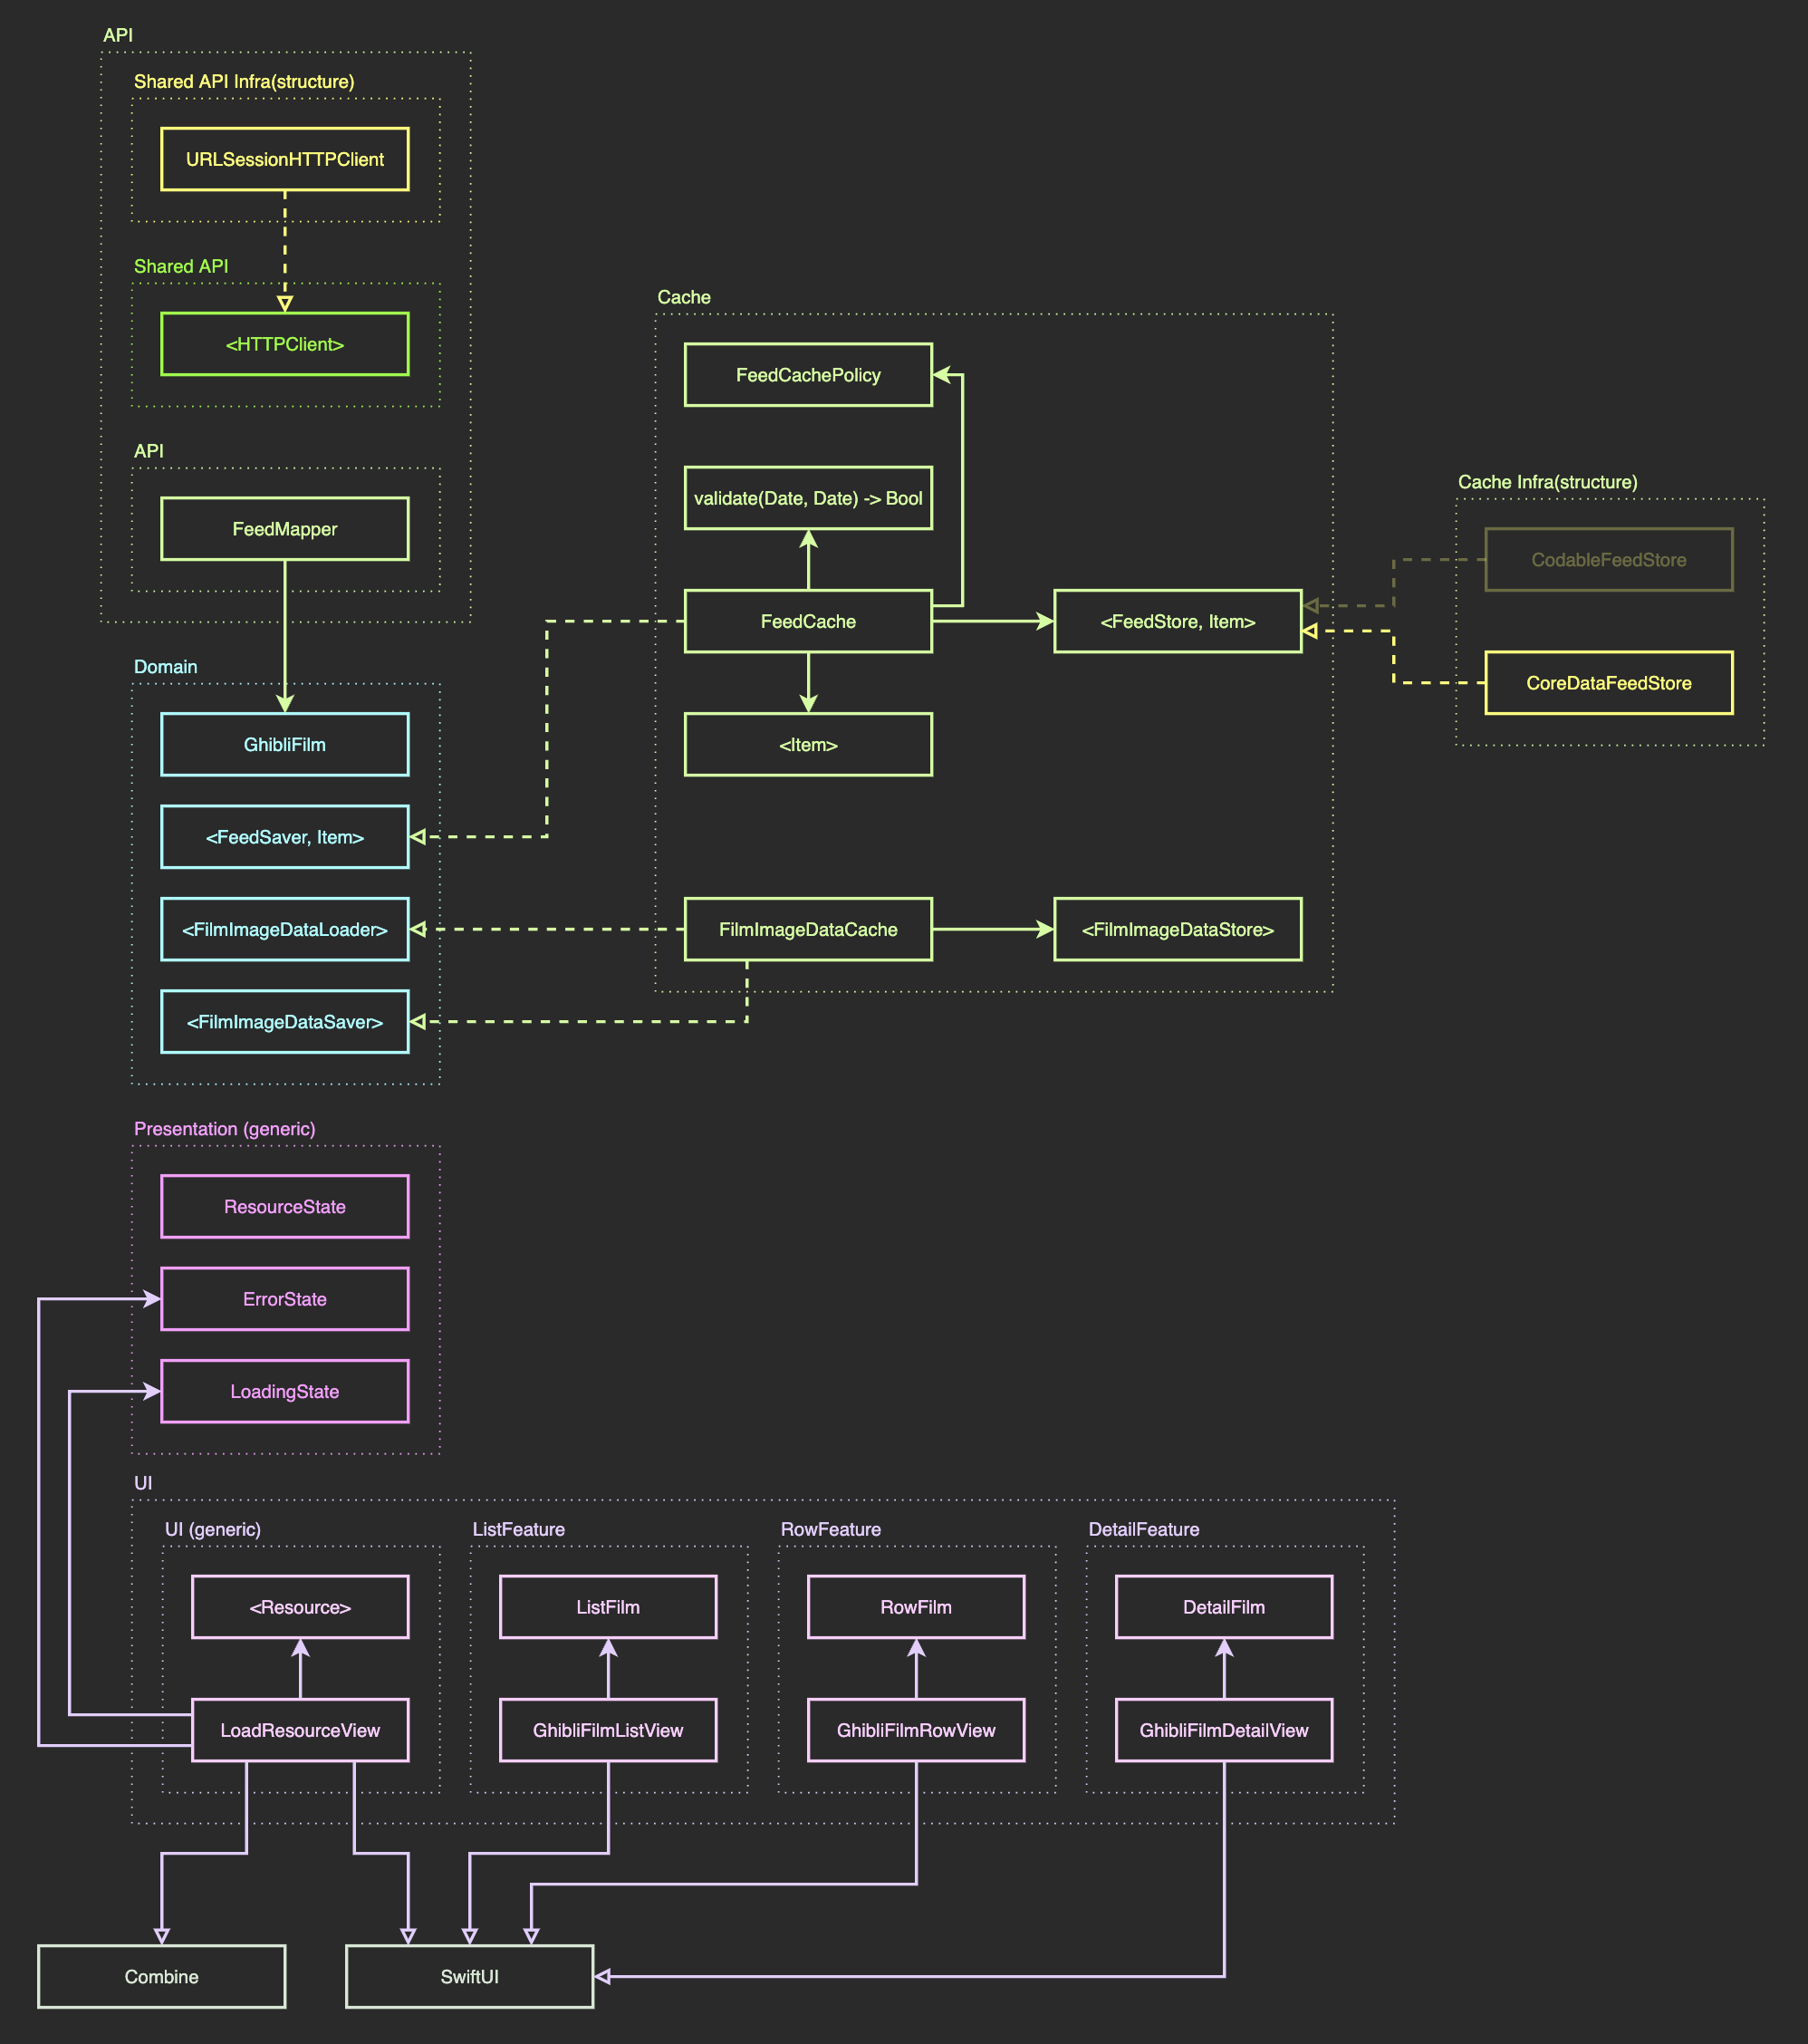 API
Shared API Infra(structure)
URLSessionHTTPClient
Shared API
<HTTPClient>
API
FeedMapper
Domain
GhibliFilm
<FeedSaver, Item>
<FilmImageDataLoader>
<FilmImageDataSaver>
Cache
FeedCachePolicy
validate(Date, Date) -> Bool
FeedCache
<FeedStore, Item>
<Item>
FilmImageDataCache
<FilmImageDataStore>
Cache Infra(structure)
CodableFeedStore
CoreDataFeedStore
Presentation (generic)
ResourceState
ErrorState
LoadingState
UI
UI (generic)
<Resource>
LoadResourceView
ListFeature
ListFilm
GhibliFilmListView
RowFeature
RowFilm
GhibliFilmRowView
DetailFeature
DetailFilm
GhibliFilmDetailView
Combine
SwiftUI